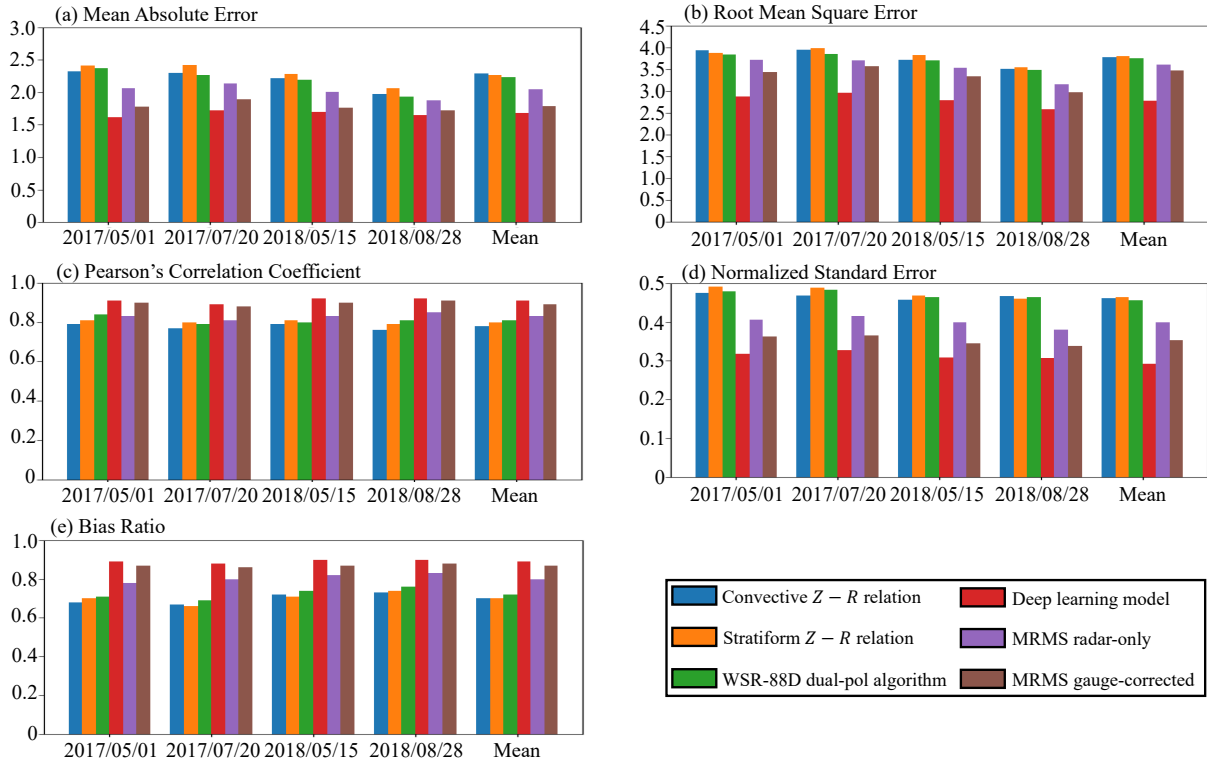 (a) Mean Absolute Error
3.0
2.5
2.0
1.5
1.0
0.5
0
2017/05/01 2017/07/20 2018/05/15 2018/08/28 Mean
(b) Root Mean Square Error
4.5
4.0
3.5
3.0
2.5
2.0
1.5
1.0
0.5
0
2017/05/01 2017/07/20 2018/05/15 2018/08/28 Mean
(c) Pearson’s Correlation Coefficient
1.0
0.8
0.6
0.4
0.2
0
2017/05/01 2017/07/20 2018/05/15 2018/08/28 Mean
(d) Normalized Standard Error
0.5
0.4
0.3
0.2
0.1
0
2017/05/01 2017/07/20 2018/05/15 2018/08/28 Mean
(e) Bias Ratio
1.0
0.8
0.6
0.4
0.2
0
2017/05/01 2017/07/20 2018/05/15 2018/08/28 Mean
Convective Z − R relation
Stratiform Z − R relation
WSR-88D dual-pol algorithm
Deep learning model
MRMS radar-only
MRMS gauge-corrected